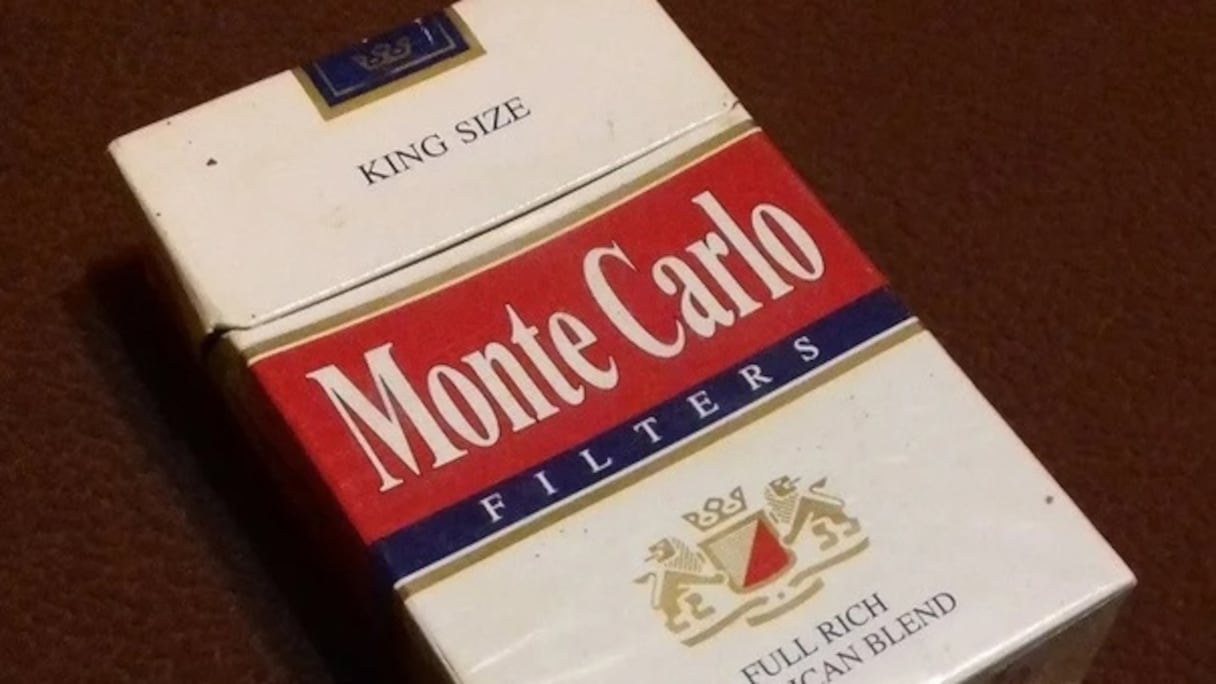 KING SIZE
Monte Carlo
FILTERS
FULL RICH
BLEND